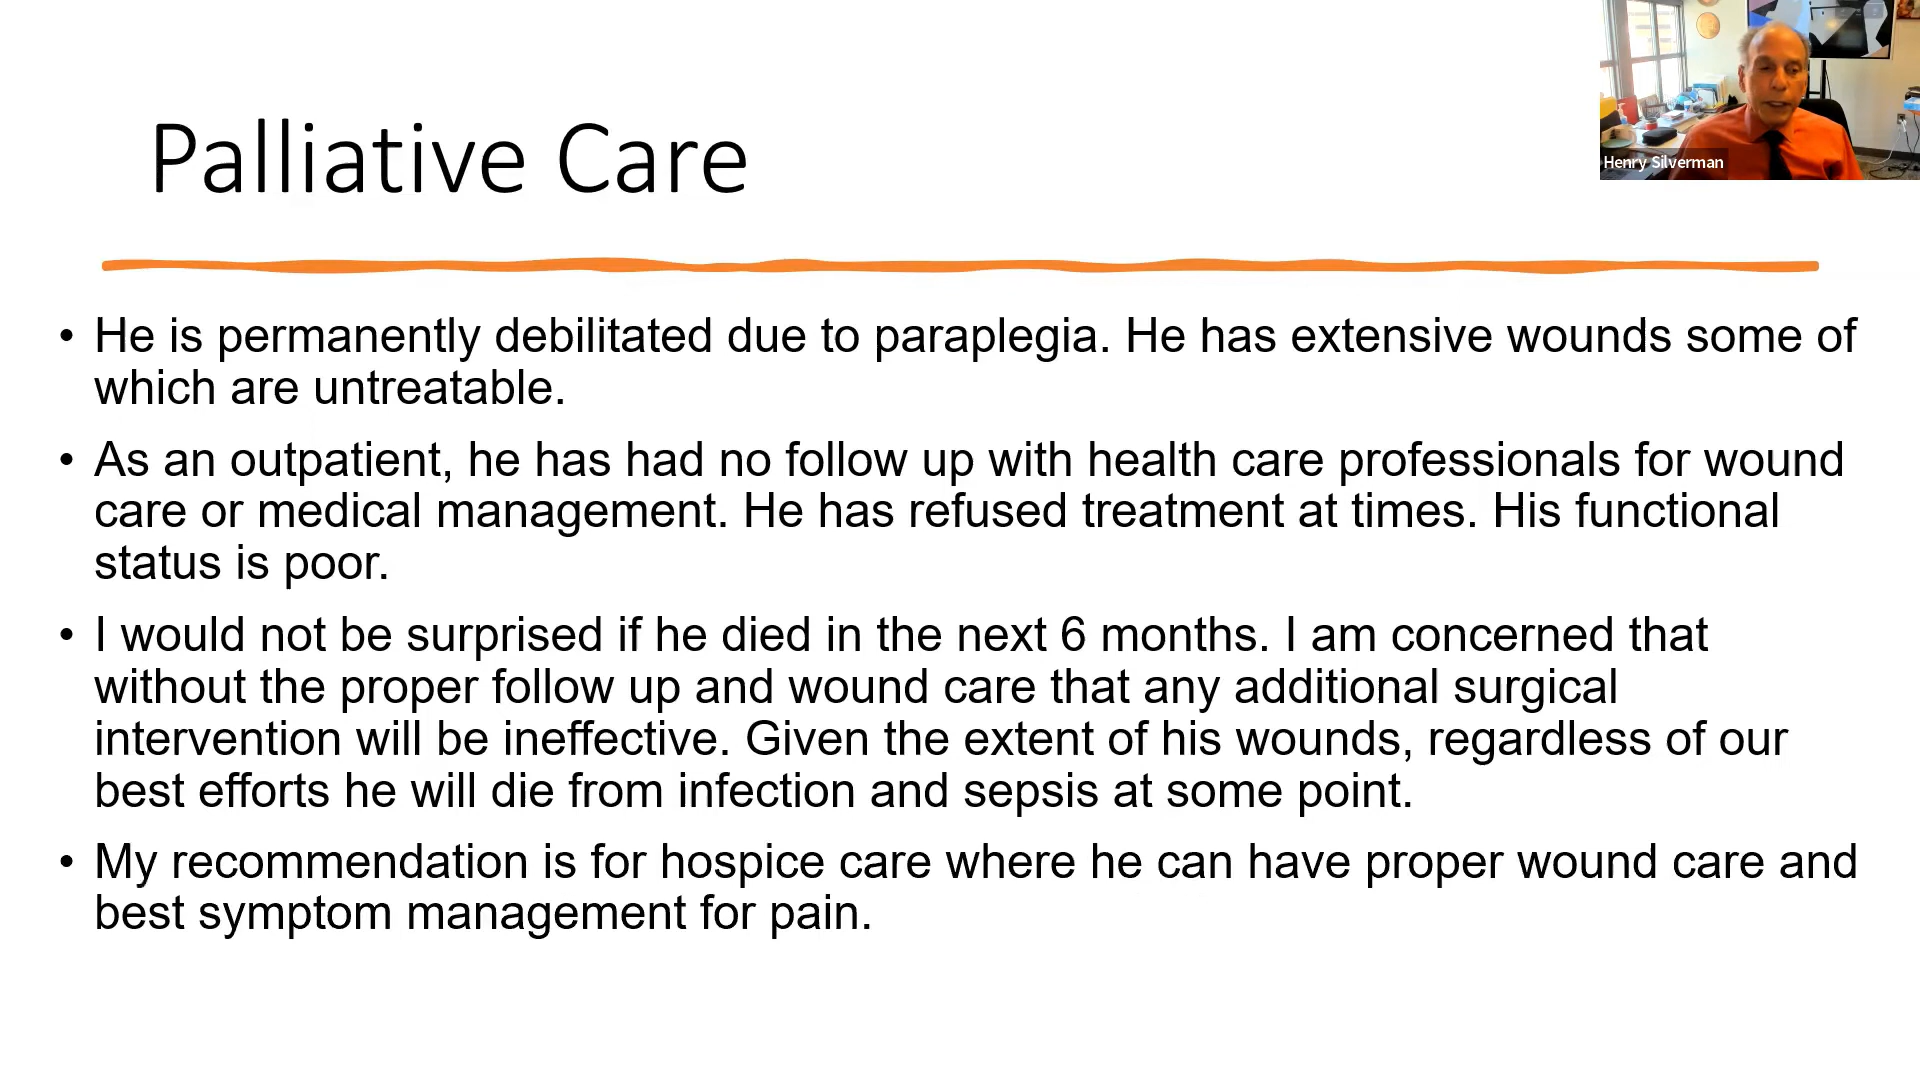 Palliative Care
Henry Silverman
• He is permanently debilitated due to paraplegia. He has extensive wounds some of
which are untreatable.
• As an outpatient, he has had no follow up with health care professionals for wound
care or medical management. He has refused treatment at times. His functional
status is poor.
• I would not be surprised if he died in the next 6 months. I am concerned that
without the proper follow up and wound care that any additional surgical
intervention will be ineffective. Given the extent of his wounds, regardless of our
best efforts he will die from infection and sepsis at some point.
• My recommendation is for hospice care where he can have proper wound care and
best symptom management for pain.